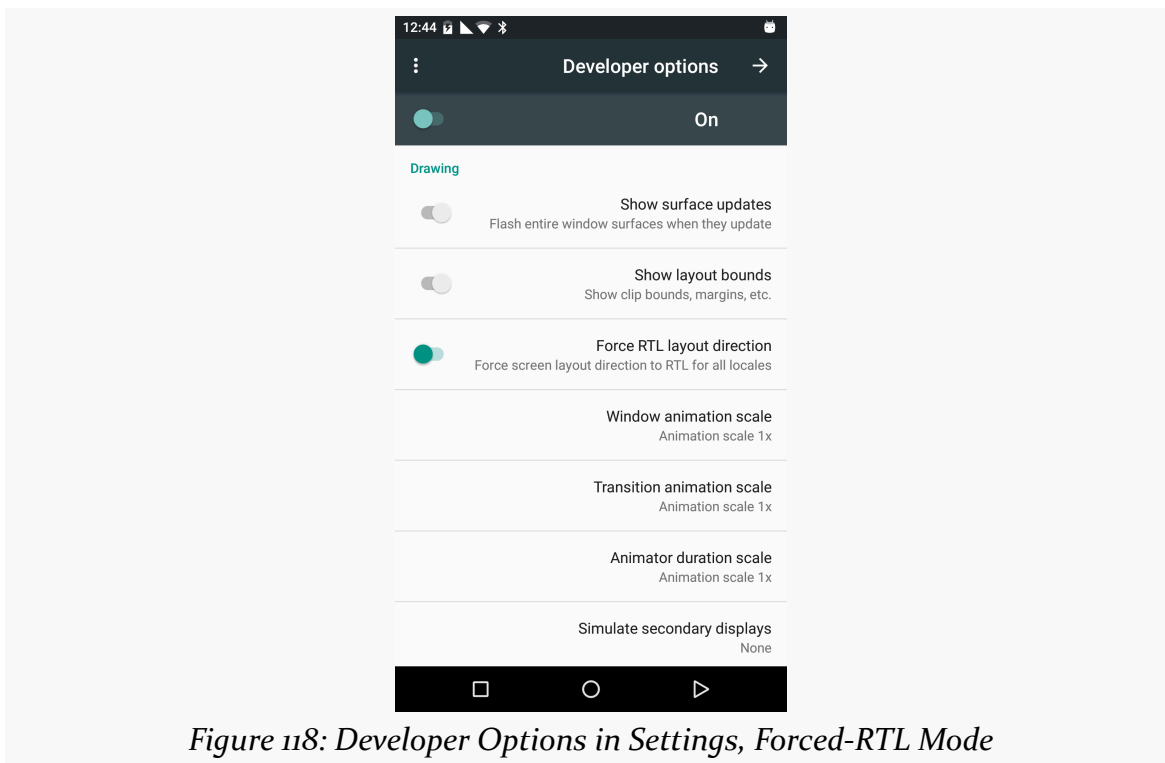 12:44
Developer options
On
Drawing
Show surface updates
Flash entire window surfaces when they update
Show layout bounds
Show clip bounds, margins, etc.
Force RTL layout direction
Force screen layout direction to RTL for all locales
Window animation scale
Animation scale 1x
Transition animation scale
Animation scale 1x
Animator duration scale
Animation scale 1x
Simulate secondary displays
None
Figure 118: Developer Options in Settings, Forced-RTL Mode